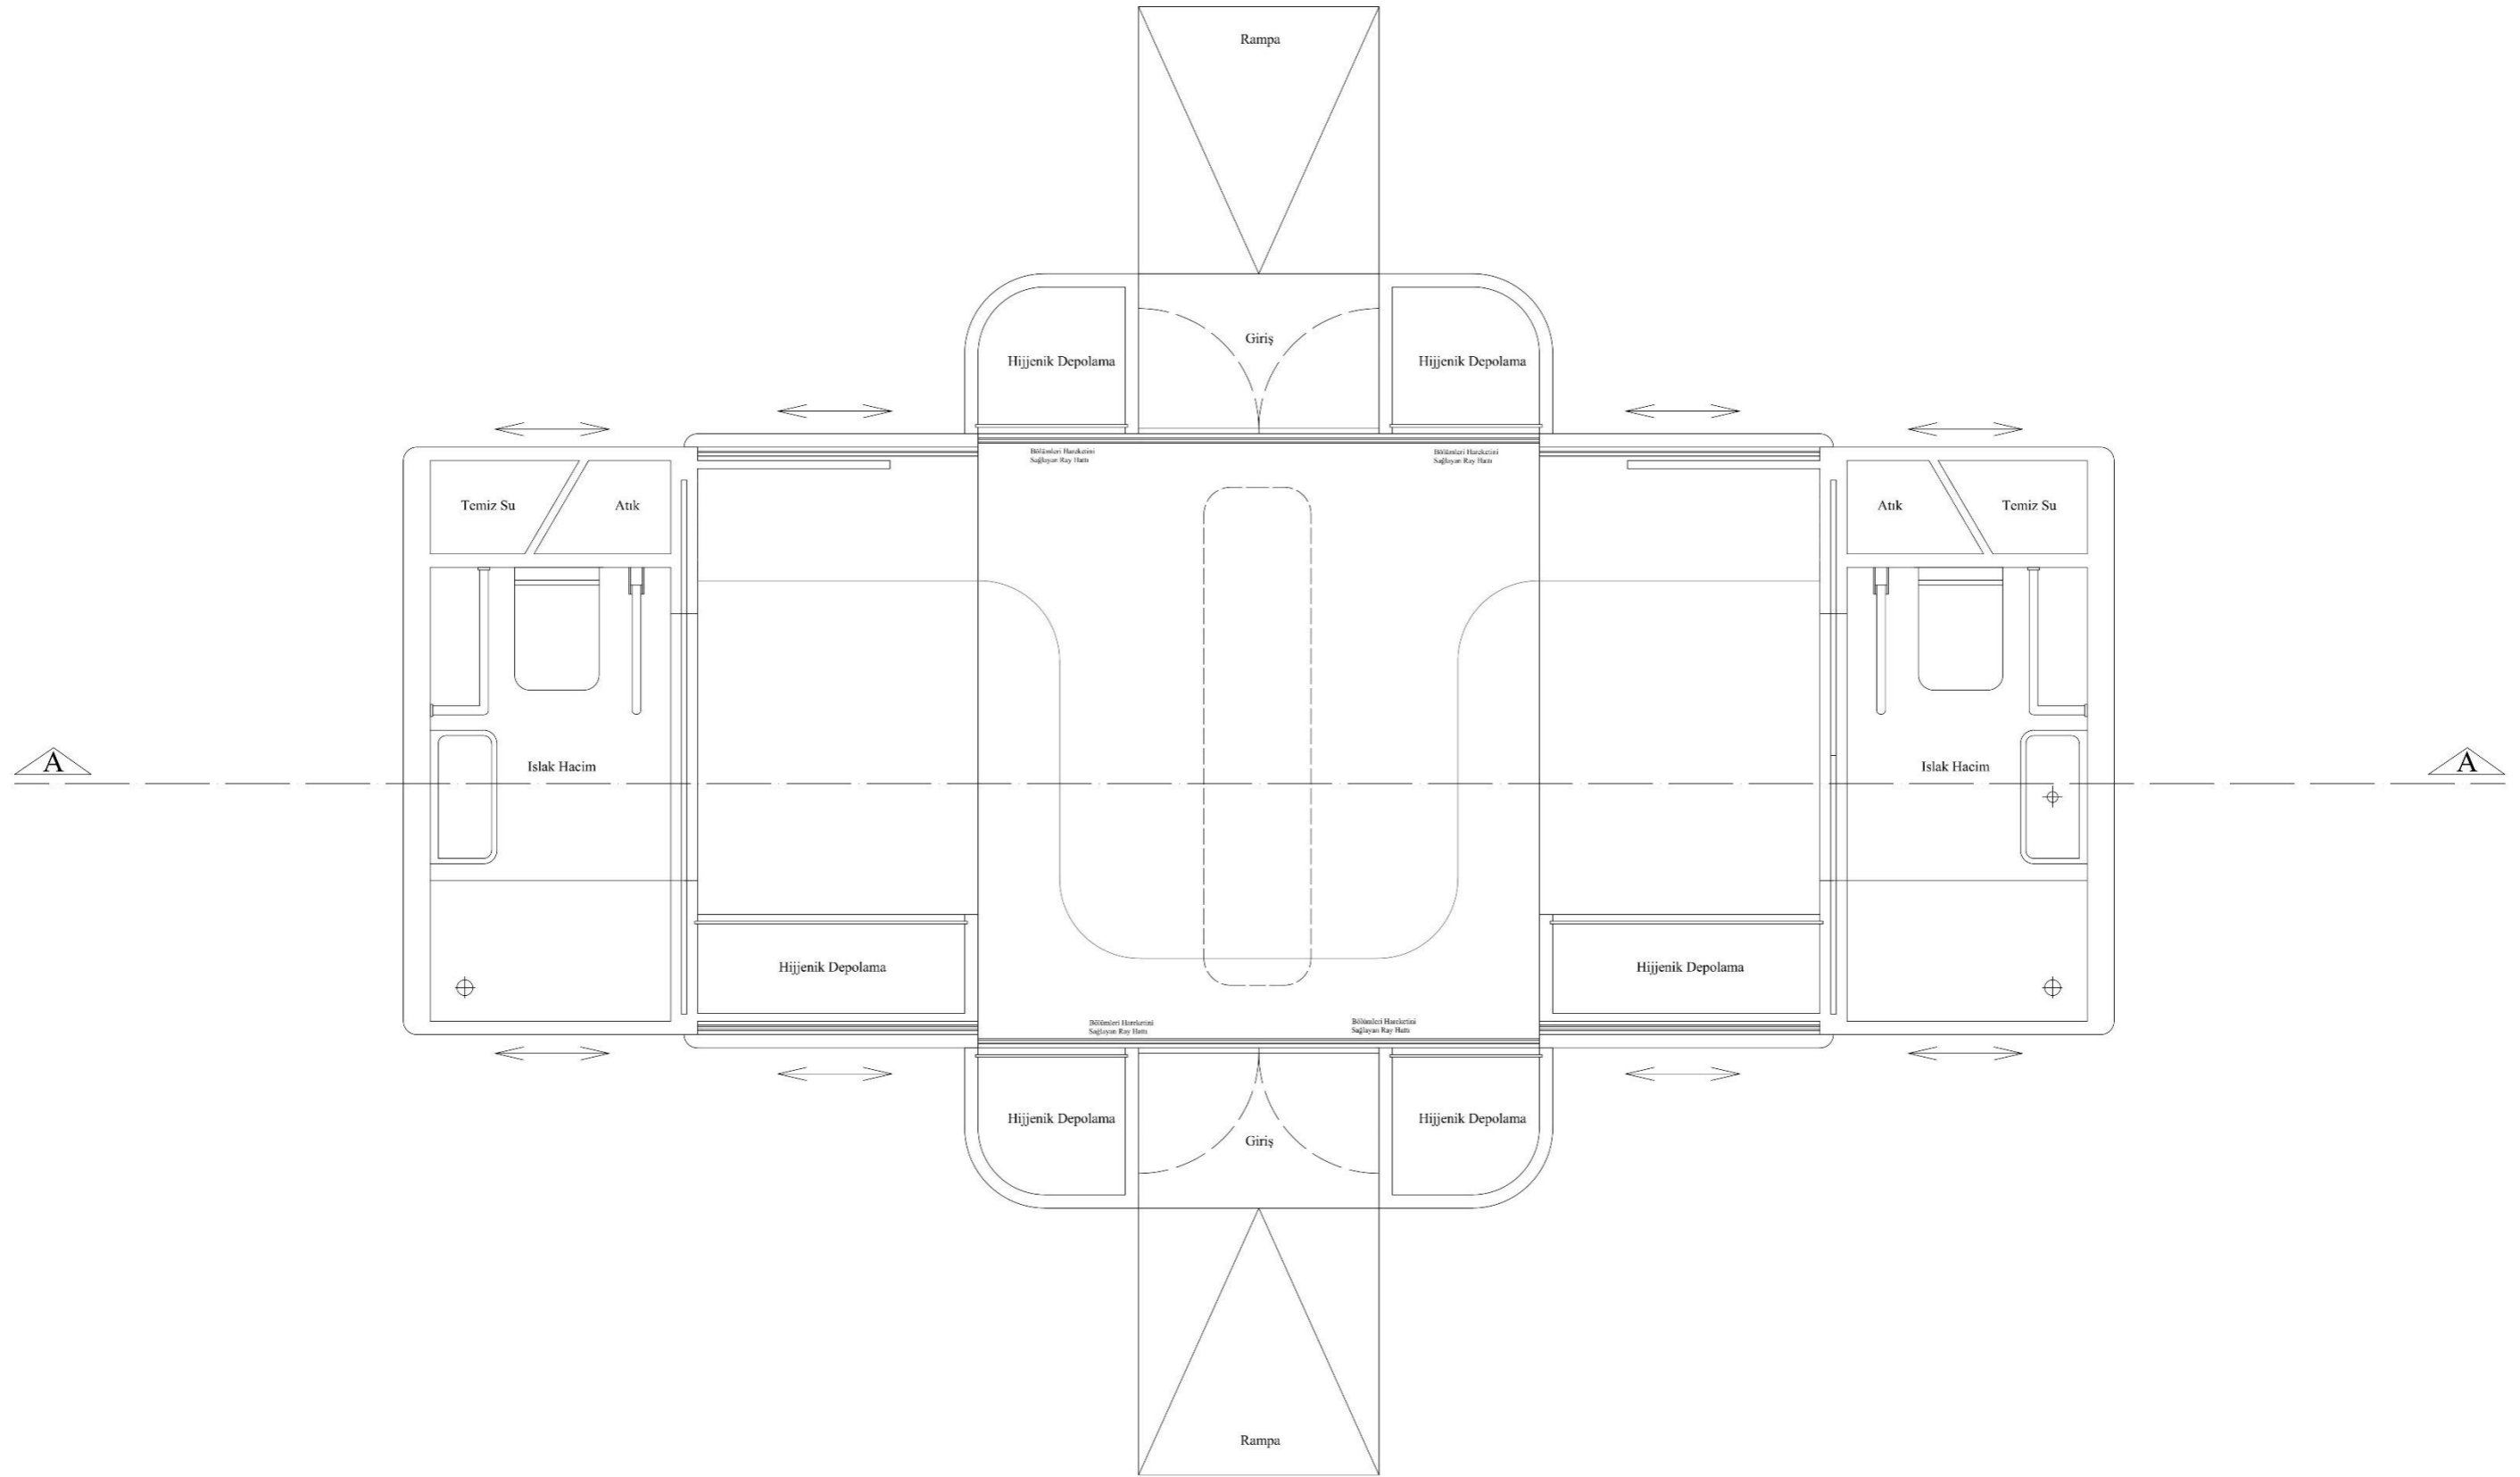 Rampa
Giriş
Hijjenik Depolama
Hijjenik Depolama
Bölümleri Hareketini
Sağlayan Ray Hattı
Bölümleri Hareketini
Sağlayan Ray Hattı
Temiz Su
Atık
Atık
Temiz Su
A
Islak Hacim
Islak Hacim
A
Hijjenik Depolama
Hijjenik Depolama
Bölümleri Hareketini
Sağlayan Ray Hattı
Bölümleri Hareketini
Sağlayan Ray Hattı
Hijjenik Depolama
Hijjenik Depolama
Giriş
Rampa